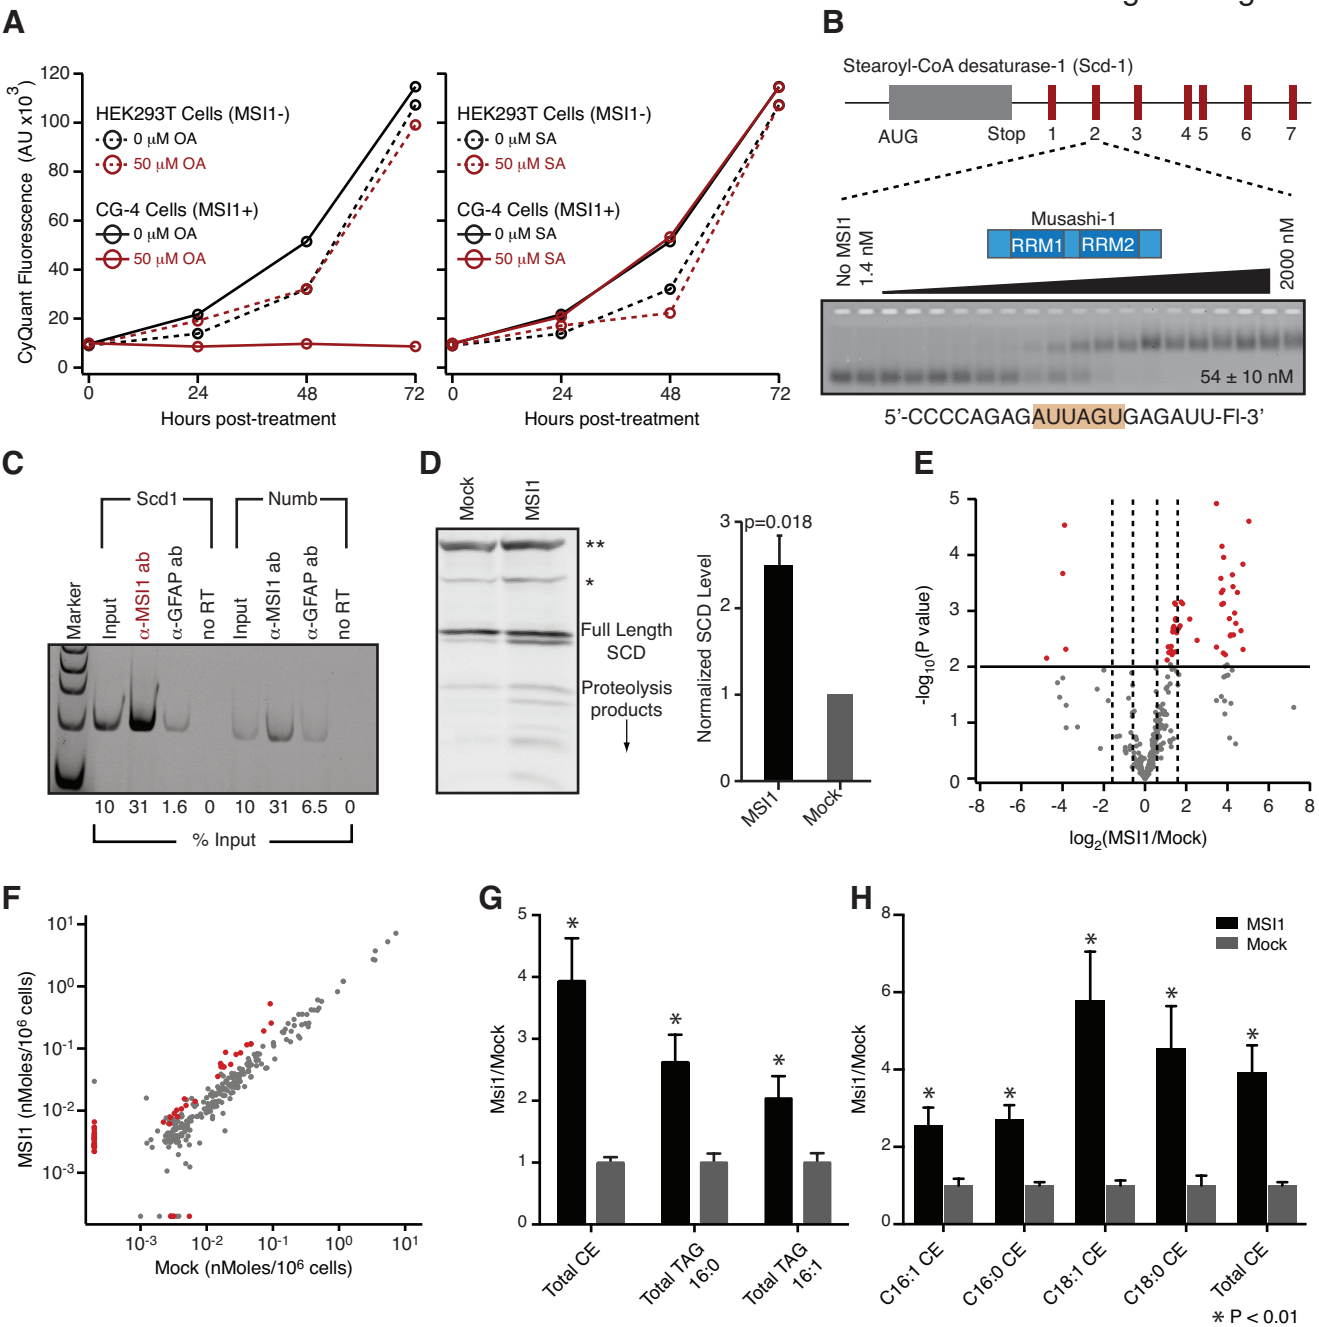 A
CyQuant Fluorescence (AU x10³)
120
100
80
60
40
20
0
HEK293T Cells (MSI1-)
0 μM OA
50 μM OA
CG-4 Cells (MSI1+)
0 μM OA
50 μM OA
0 24 48 72
Hours post-treatment
HEK293T Cells (MSI1-)
0 μM SA
50 μM SA
CG-4 Cells (MSI1+)
0 μM SA
50 μM SA
0 24 48 72
Hours post-treatment
B
Stearoyl-CoA desaturase-1 (Scd-1)
AUG Stop 1 2 3 4 5 6 7
Musashi-1
RRM1 RRM2
No MSI1
1.4 nM
2000 nM
54 ± 10 nM
5’-CCCCAGAGAUUAGUGAGAUU-Fl-3’
C
Scd1 Numb
Marker
Input
α-MSI1 ab
α-GFAP ab
no RT
Input
α-MSI1 ab
α-GFAP ab
no RT
10 31 1.6 0 10 31 6.5 0
% Input
D
Mock
MSI1
**
*
Full Length
SCD
Proteolysis
products
Normalized SCD Level
3
2
1
0
p=0.018
MSI1
Mock
E
-log₁₀(P value)
5
4
3
2
1
0
-8 -6 -4 -2 0 2 4 6 8
log₂(MSI1/Mock)
F
MSI1 (nMoles/10⁶ cells)
10¹
10⁰
10⁻¹
10⁻²
10⁻³
10⁻³ 10⁻² 10⁻¹ 10⁰ 10¹
Mock (nMoles/10⁶ cells)
G
Msi1/Mock
5
4
3
2
1
0
*
*
*
Total CE
Total TAG
16:0
Total TAG
16:1
H
Msi1/Mock
8
6
4
2
0
MSI1
Mock
*
*
*
*
*
C16:1 CE
C16:0 CE
C18:1 CE
C18:0 CE
Total CE
* P < 0.01